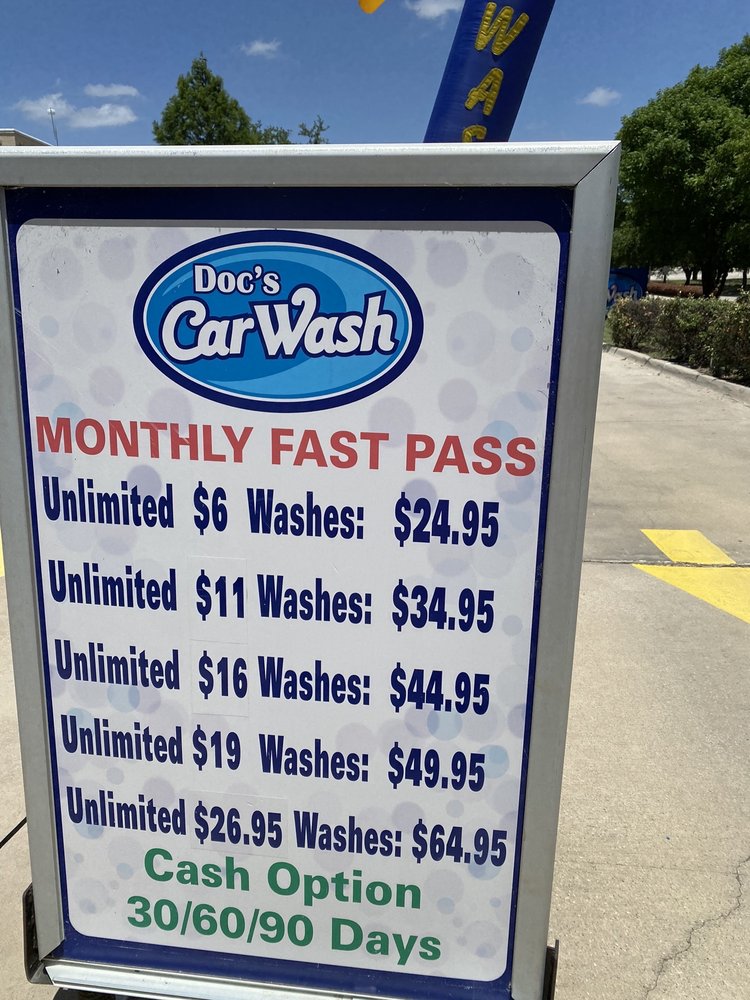 WAS
Doc's
Car Wash
MONTHLY FAST PASS
Unlimited $6 Washes: $24.95
Unlimited $11 Washes: $34.95
Unlimited $16 Washes: $44.95
Unlimited $19 Washes: $49.95
Unlimited $26.95 Washes: $64.95
Cash Option
30/60/90 Days
Wash